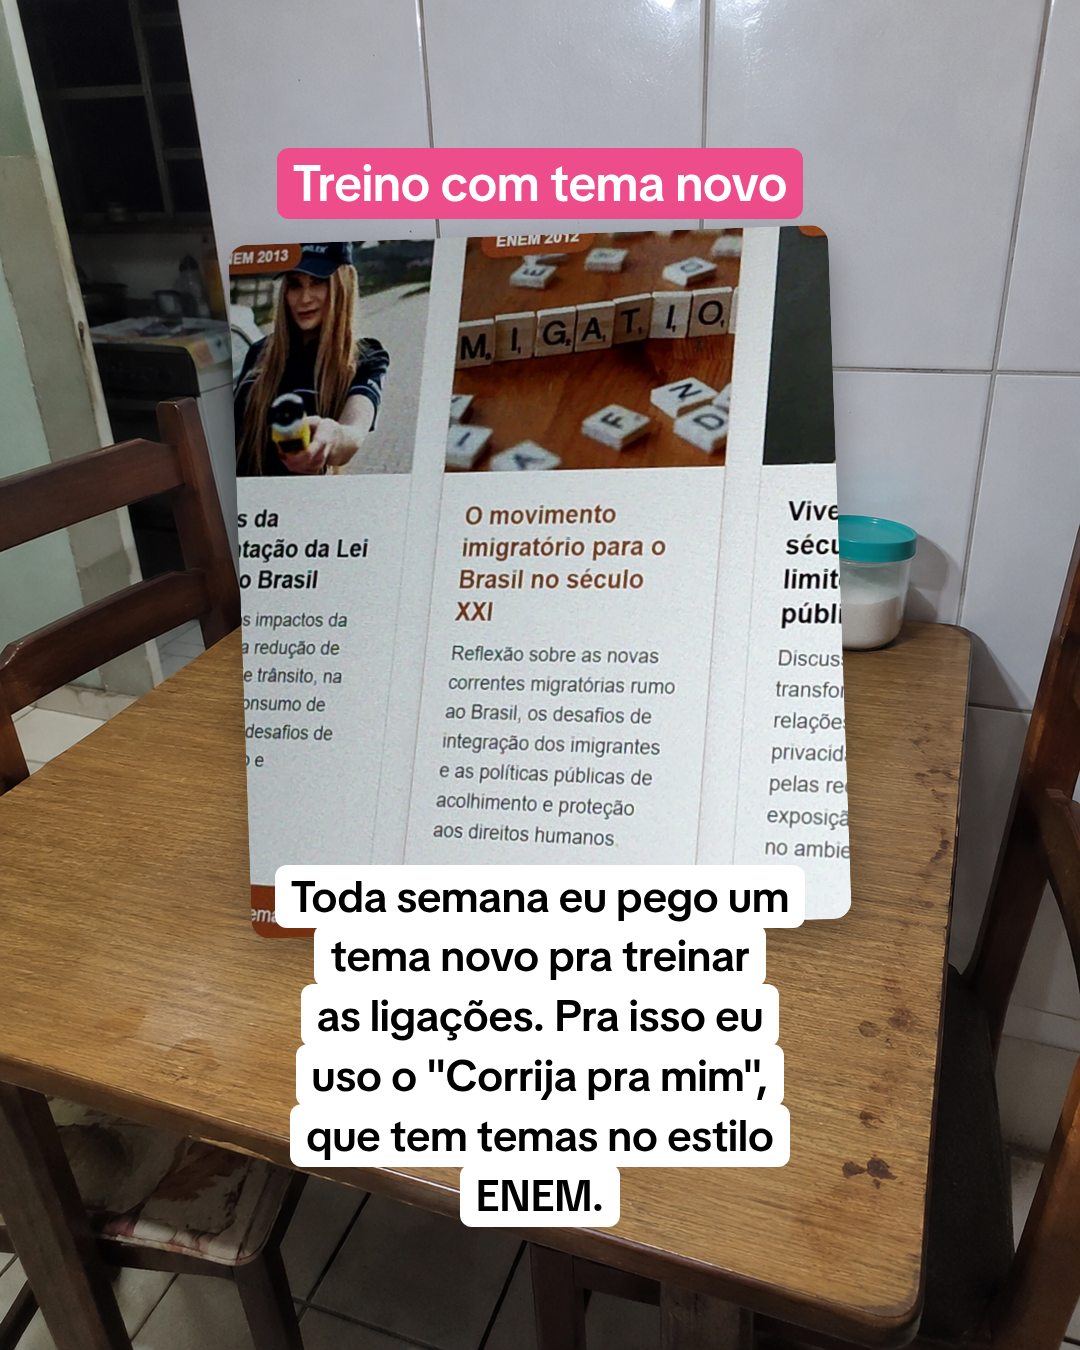 Treino com tema novo
EM 2013
ENEM 2012
M I G A T I O
E
D
F
N
D
I
A
s da
tação da Lei
o Brasil
s impactos da
a redução de
e trânsito, na
onsumo de
desafios de
e
O movimento
imigratório para o
Brasil no século
XXI
Reflexão sobre as novas
correntes migratórias rumo
ao Brasil, os desafios de
integração dos imigrantes
e as políticas públicas de
acolhimento e proteção
aos direitos humanos.
Vive
sécu
limit
públi
Discus
transfor
relações
privacid
pelas re
exposiçã
no ambie
ema
Toda semana eu pego um
tema novo pra treinar
as ligações. Pra isso eu
uso o "Corrija pra mim",
que tem temas no estilo
ENEM.